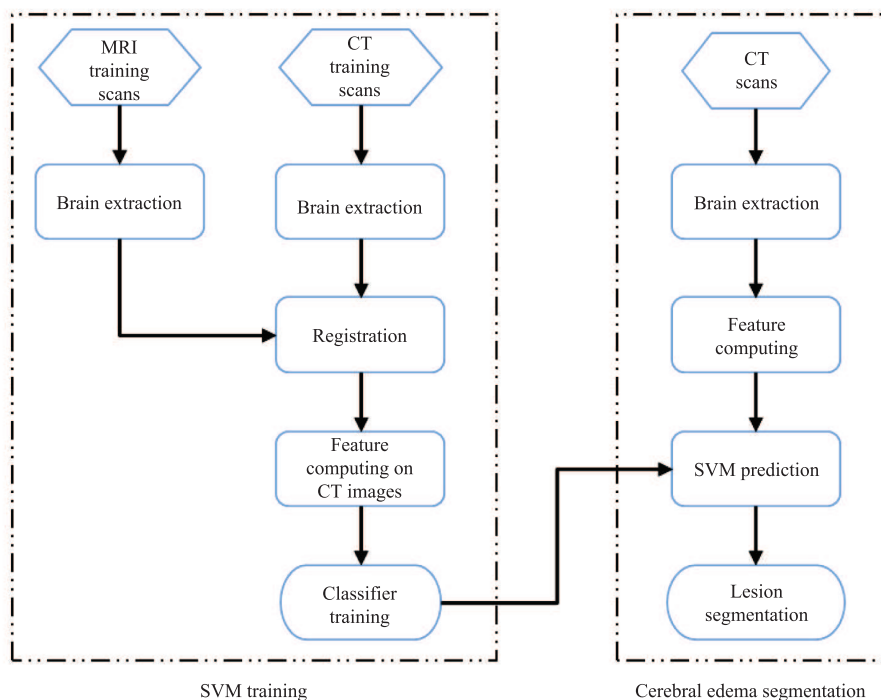 MRI
training
scans
CT
training
scans
Brain extraction
Brain extraction
Registration
Feature
computing on
CT images
Classifier
training
SVM training
CT
scans
Brain extraction
Feature
computing
SVM prediction
Lesion
segmentation
Cerebral edema segmentation